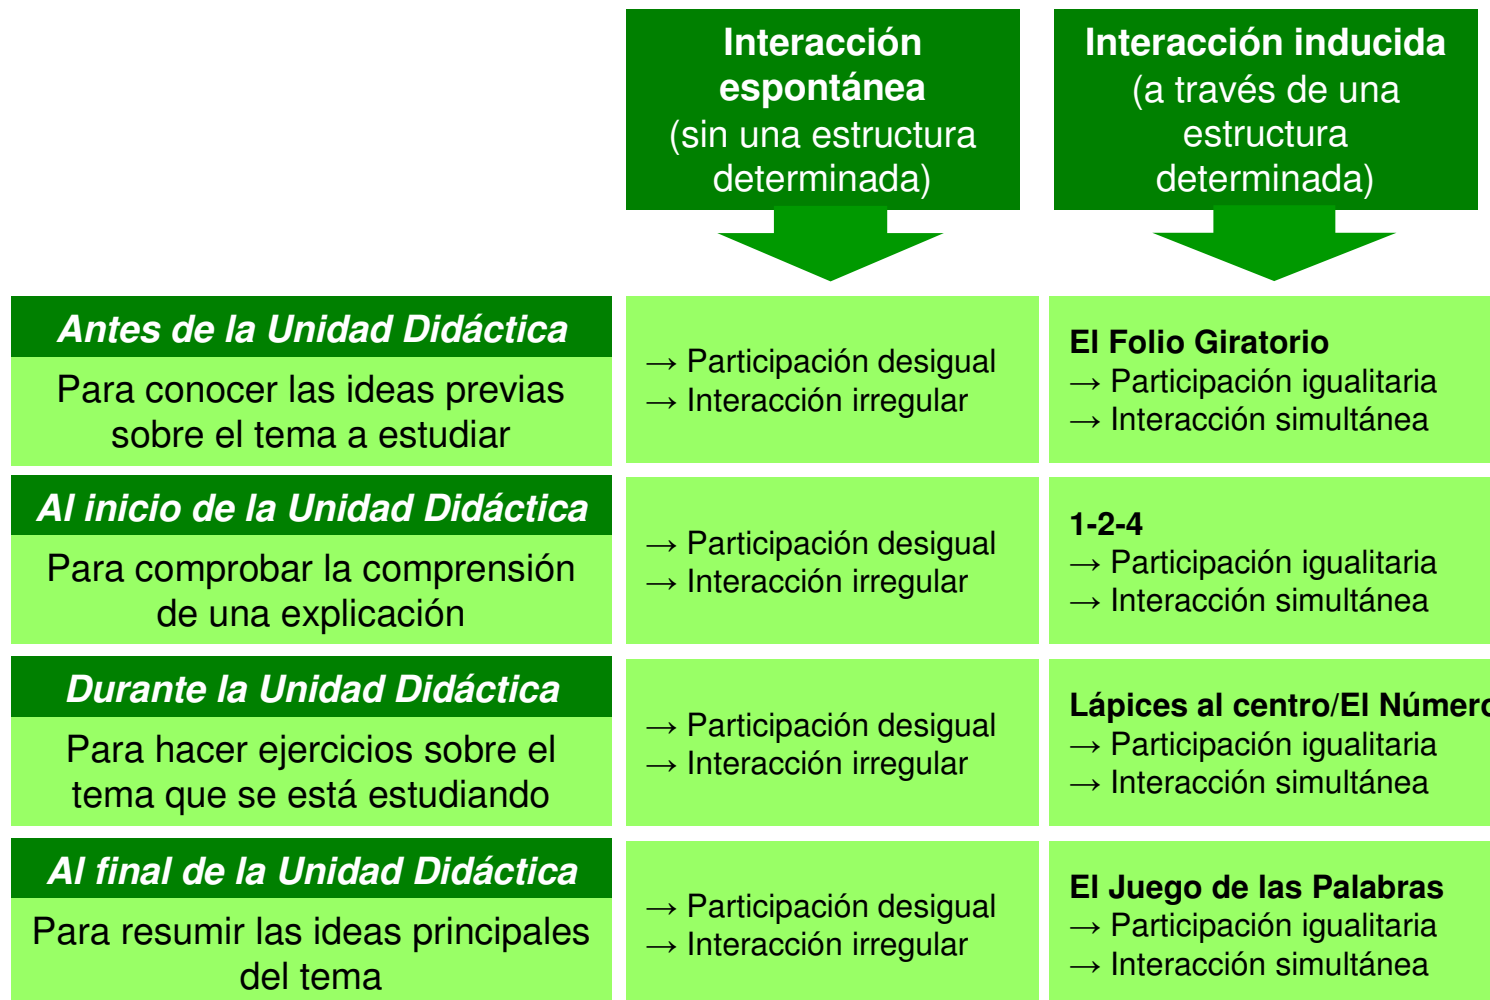 Interacción
espontánea
(sin una estructura
determinada)
Interacción inducida
(a través de una
estructura
determinada)
Antes de la Unidad Didáctica
Para conocer las ideas previas
sobre el tema a estudiar
→ Participación desigual
→ Interacción irregular
El Folio Giratorio
→ Participación igualitaria
→ Interacción simultánea
Al inicio de la Unidad Didáctica
Para comprobar la comprensión
de una explicación
→ Participación desigual
→ Interacción irregular
1-2-4
→ Participación igualitaria
→ Interacción simultánea
Durante la Unidad Didáctica
Para hacer ejercicios sobre el
tema que se está estudiando
→ Participación desigual
→ Interacción irregular
Lápices al centro/El Número
→ Participación igualitaria
→ Interacción simultánea
Al final de la Unidad Didáctica
Para resumir las ideas principales
del tema
→ Participación desigual
→ Interacción irregular
El Juego de las Palabras
→ Participación igualitaria
→ Interacción simultánea